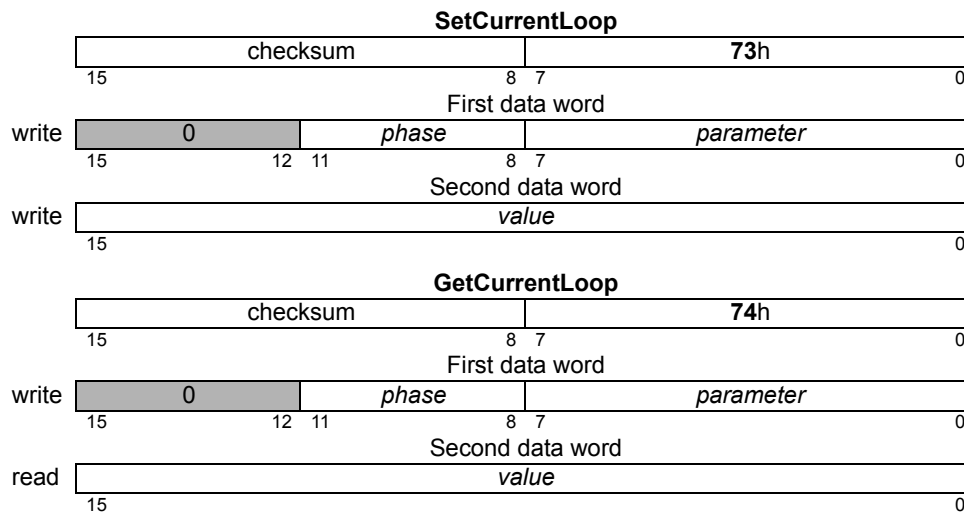 SetCurrentLoop
checksum 73h
15 8 7 0
First data word
write 0 phase parameter
15 12 11 8 7 0
Second data word
write value
15 0
GetCurrentLoop
checksum 74h
15 8 7 0
First data word
write 0 phase parameter
15 12 11 8 7 0
Second data word
read value
15 0